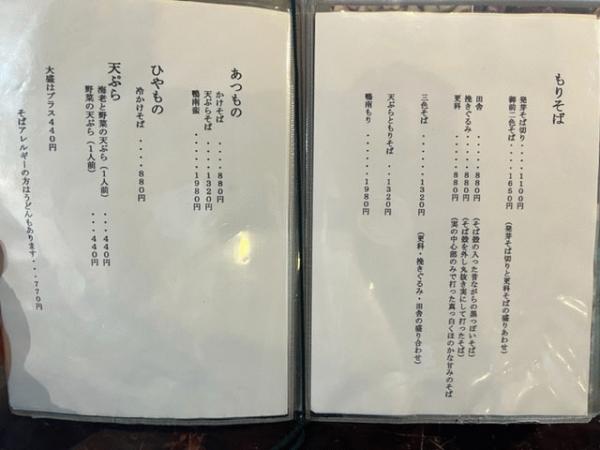 もりそば
発芽そば切り・・・１１００円
御前二色そば・・・１６５０円　（発芽そば切りと更科そばの盛りあわせ）
田舎・・・・・８８０円　（そば殻の入った昔ながらの黒っぽいそば）
挽きぐるみ・・・８８０円　（そば殻を外し丸抜き実にして打ったそば）
更科・・・・・８８０円　（実の中心部のみで打った真っ白くほのかな甘みのそば
三色そば・・・・・１３２０円　（更科・挽きぐるみ・田舎の盛り合わせ）
天ぷらともりそば・・・１３２０円
鴨南もり・・・・・１９８０円
あつもの
かけそば・・・・８８０円
天ぷらそば・・・１３２０円
鴨南蛮・・・・１９８０円
ひやもの
冷かけそば・・・・８８０円
天ぷら
海老と野菜の天ぷら（１人前）・・・４４０円
野菜の天ぷら（１人前）・・・４４０円
大盛はプラス４４０円
そばアレルギーの方はうどんもあります・・・７７０円